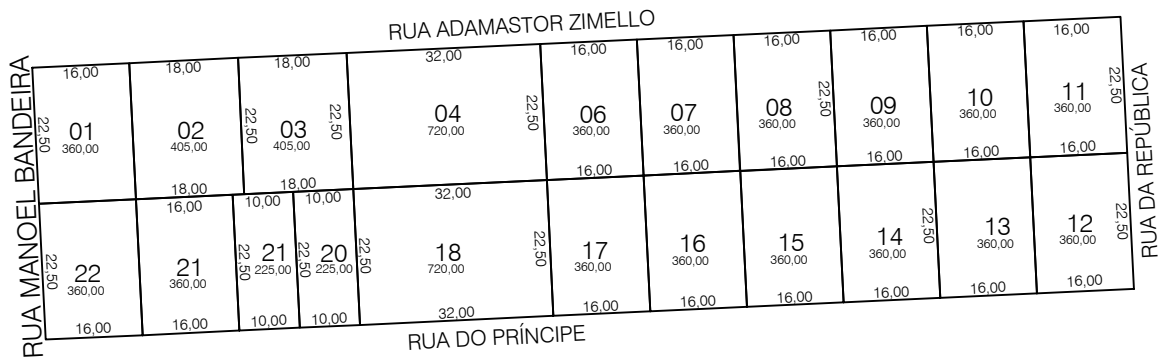 RUA ADAMASTOR ZIMELLO
16,00 18,00 18,00 32,00 16,00 16,00 16,00 16,00 16,00 16,00
RUA MANOEL BANDEIRA
RUA DA REPÚBLICA
22,50 22,50 22,50 22,50 22,50 22,50
01 02 03 04 06 07 08 09 10 11
360,00 405,00 405,00 720,00 360,00 360,00 360,00 360,00 360,00 360,00
18,00 18,00 16,00 16,00 16,00 16,00 16,00 16,00
16,00 10,00 10,00 32,00
22,50 22,50 22,50 22,50 22,50 22,50 22,50
22 21 21 20 18 17 16 15 14 13 12
360,00 360,00 225,00 225,00 720,00 360,00 360,00 360,00 360,00 360,00 360,00
16,00 16,00 10,00 10,00 32,00 16,00 16,00 16,00 16,00 16,00 16,00
RUA DO PRÍNCIPE